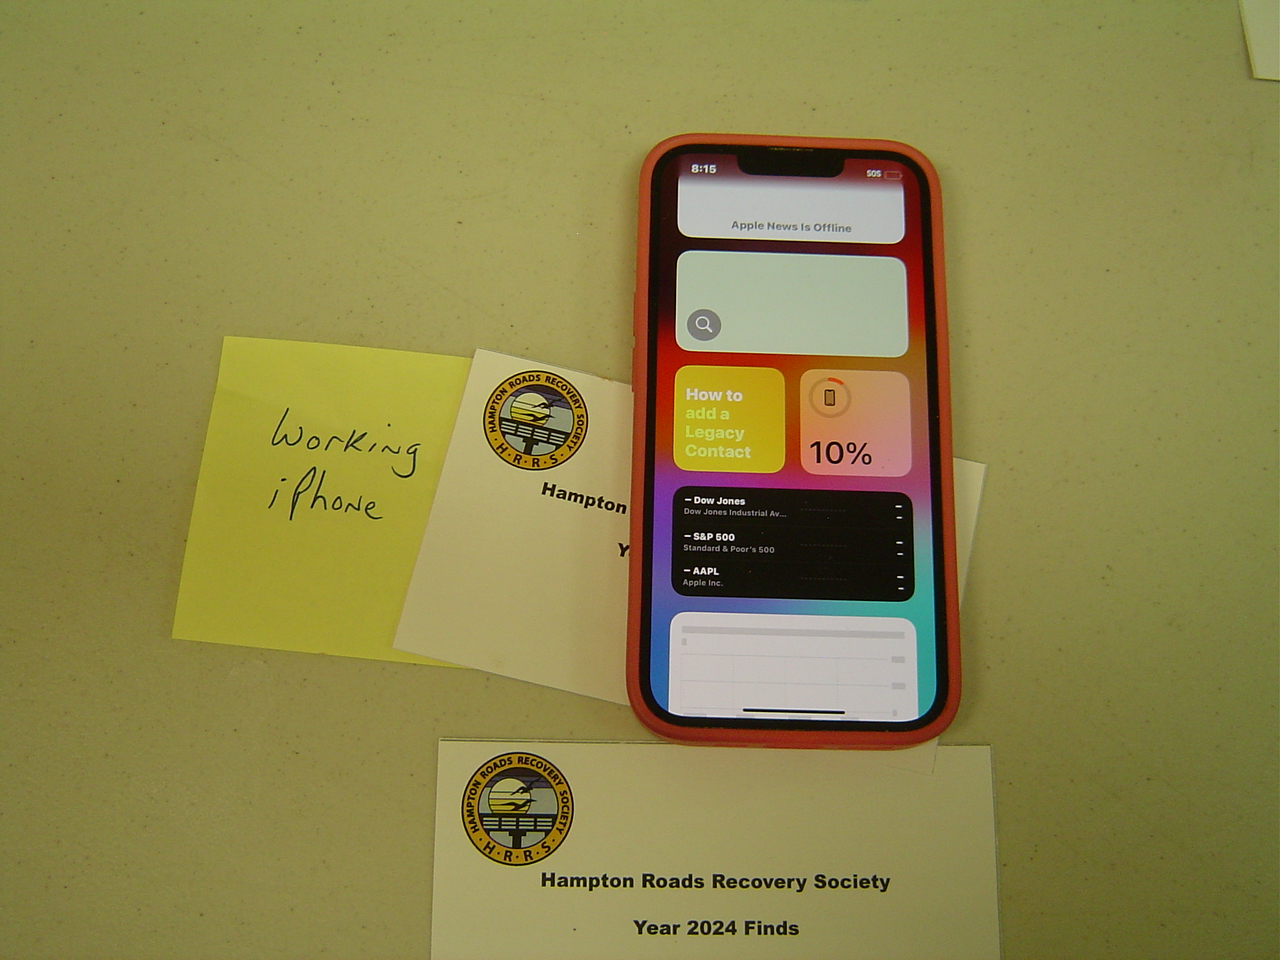 Working
iPhone
HAMPTON ROADS RECOVERY SOCIETY
H·R·R·S
Hampton
Y
8:15
SOS
Apple News Is Offline
How to
add a
Legacy
Contact
10%
Dow Jones
Dow Jones Industrial Av...
S&P 500
Standard & Poor's 500
AAPL
Apple Inc.
HAMPTON ROADS RECOVERY SOCIETY
H·R·R·S
Hampton Roads Recovery Society
Year 2024 Finds